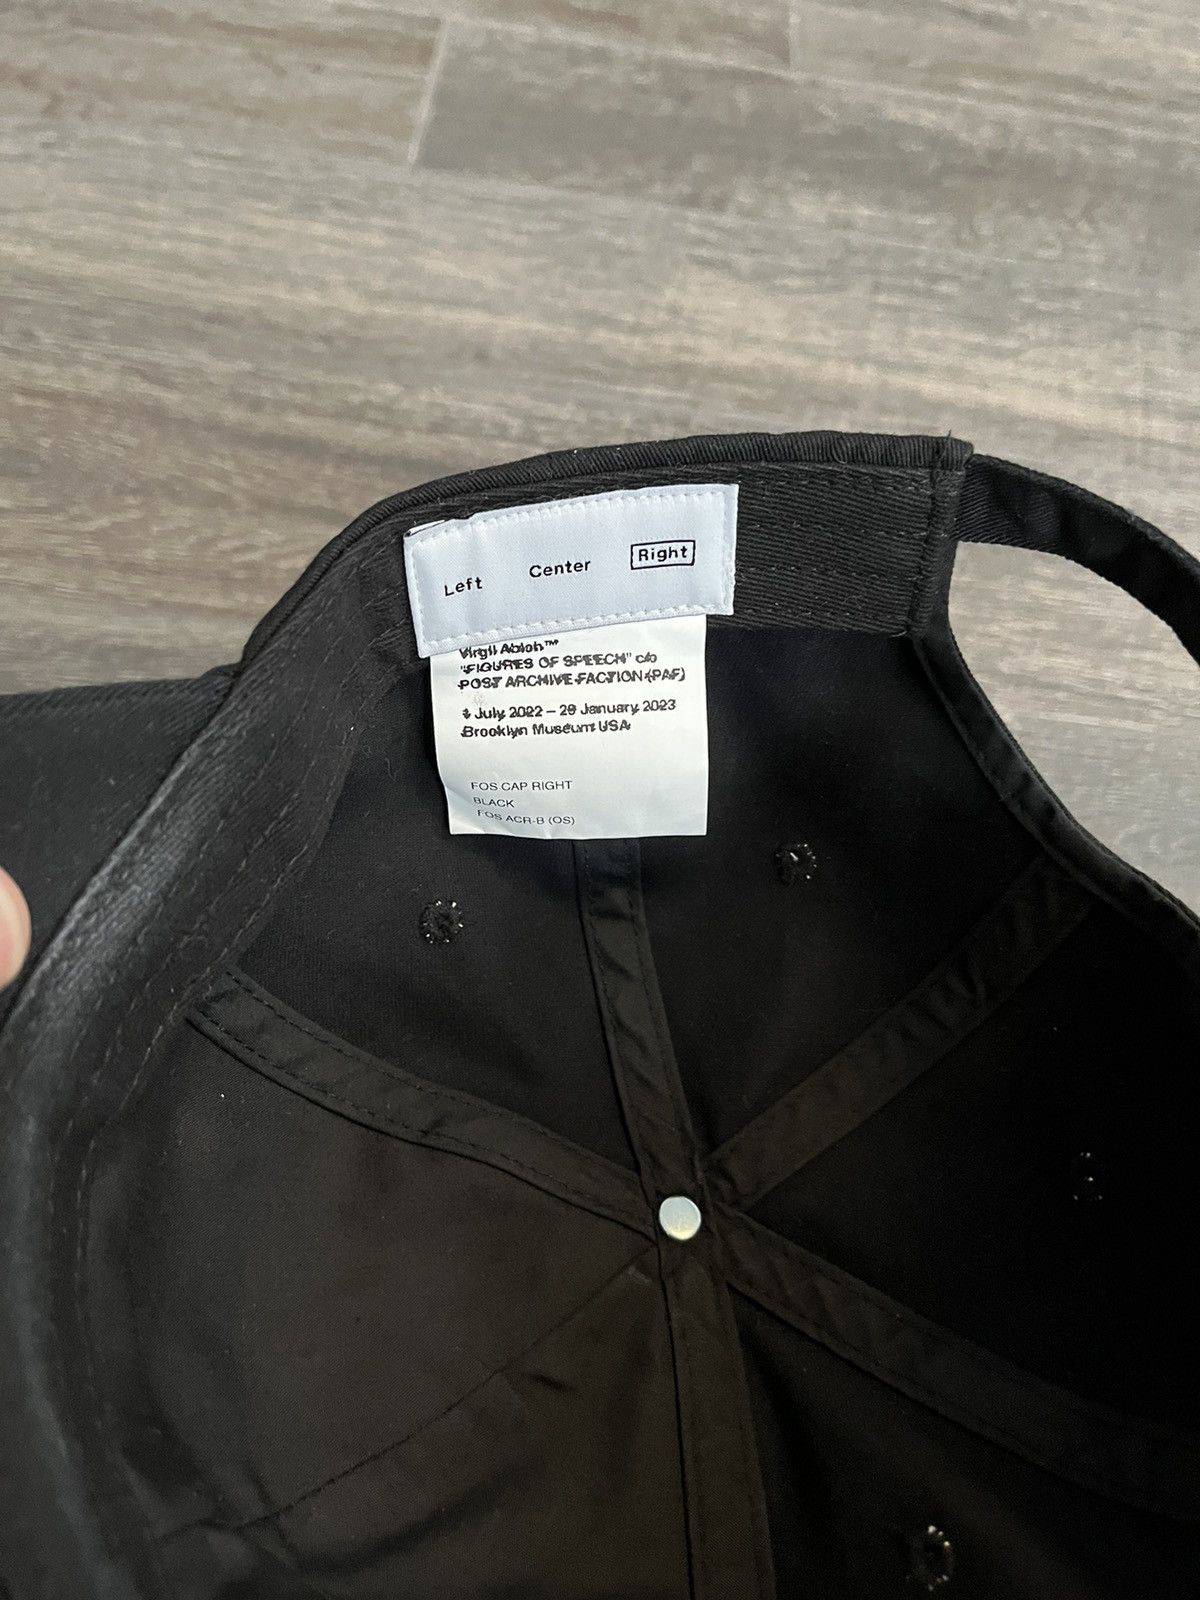 Left Center Right
Virgil Abloh™
"FIGURES OF SPEECH" c/o
POST ARCHIVE FACTION (PAF)
1 July 2022 – 29 January 2023
Brooklyn Museum USA
FOS CAP RIGHT
BLACK
FOS ACR-B (OS)